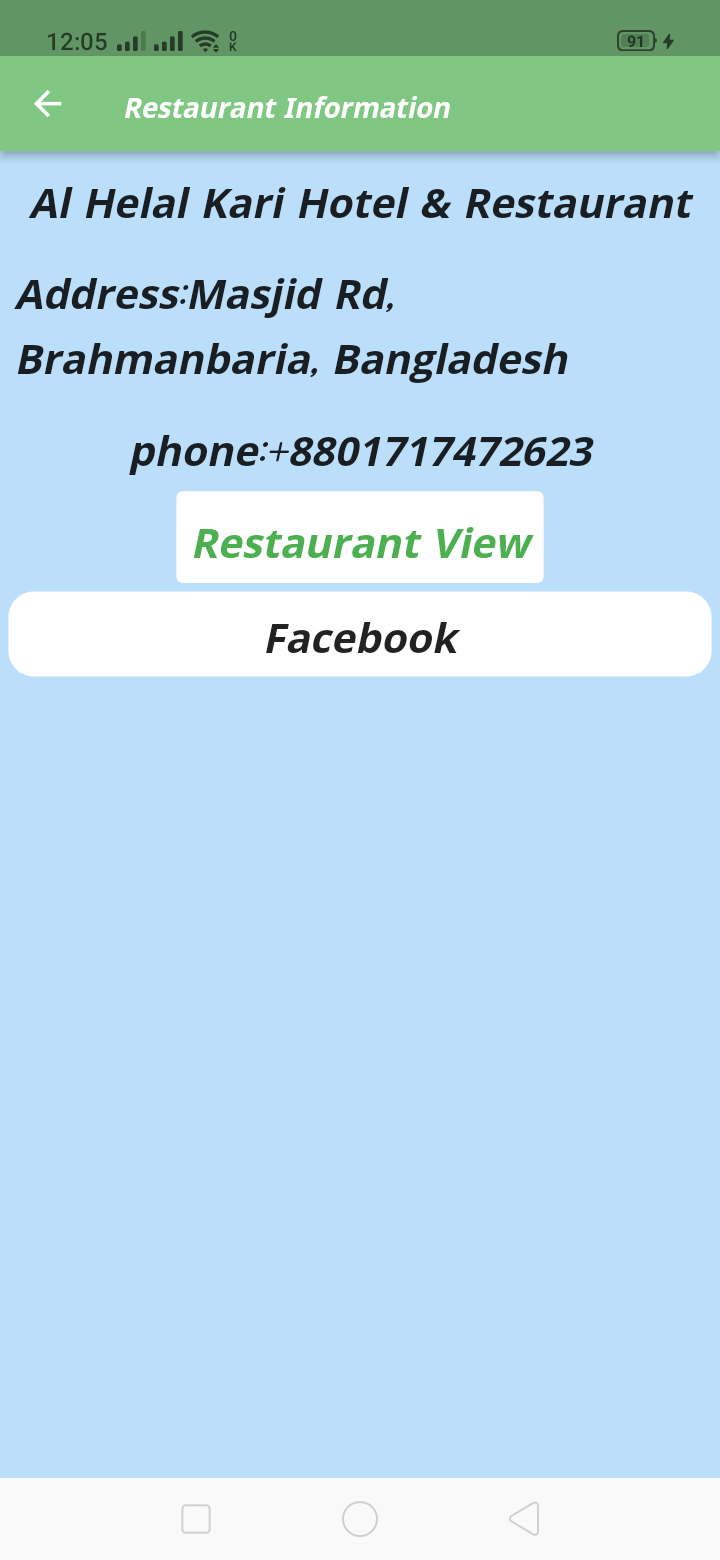 12:05
0
K
91
Restaurant Information
Al Helal Kari Hotel & Restaurant
Address:Masjid Rd,
Brahmanbaria, Bangladesh
phone:+8801717472623
Restaurant View
Facebook